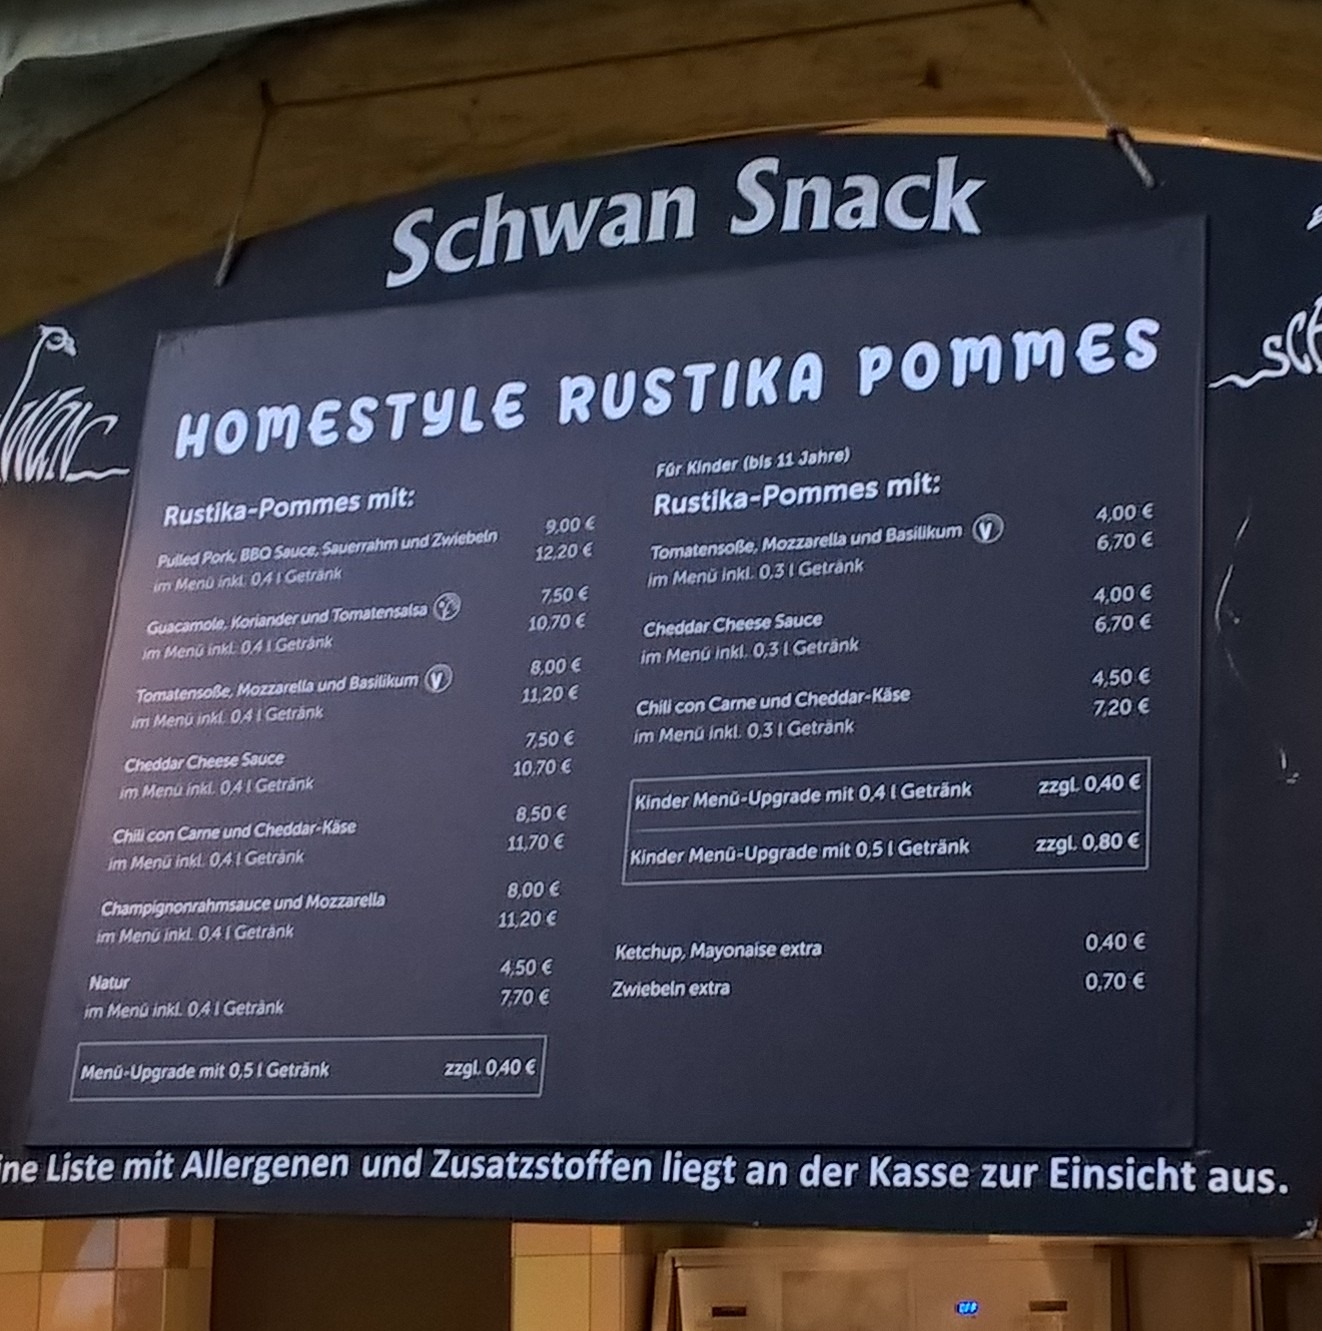 Schwan Snack
HOMESTYLE RUSTIKA POMMES
Rustika-Pommes mit:
Pulled Pork, BBQ Sauce, Sauerrahm und Zwiebeln 9,00 €
im Menü inkl. 0,4 l Getränk 12,20 €
Guacamole, Koriander und Tomatensalsa 7,50 €
im Menü inkl. 0,4 l Getränk 10,70 €
Tomatensoße, Mozzarella und Basilikum V 8,00 €
im Menü inkl. 0,4 l Getränk 11,20 €
Cheddar Cheese Sauce 7,50 €
im Menü inkl. 0,4 l Getränk 10,70 €
Chili con Carne und Cheddar-Käse 8,50 €
im Menü inkl. 0,4 l Getränk 11,70 €
Champignonrahmsauce und Mozzarella 8,00 €
im Menü inkl. 0,4 l Getränk 11,20 €
Natur 4,50 €
im Menü inkl. 0,4 l Getränk 7,70 €
Menü-Upgrade mit 0,5 l Getränk zzgl. 0,40 €
Für Kinder (bis 11 Jahre)
Rustika-Pommes mit:
Tomatensoße, Mozzarella und Basilikum V 4,00 €
im Menü inkl. 0,3 l Getränk 6,70 €
Cheddar Cheese Sauce 4,00 €
im Menü inkl. 0,3 l Getränk 6,70 €
Chili con Carne und Cheddar-Käse 4,50 €
im Menü inkl. 0,3 l Getränk 7,20 €
Kinder Menü-Upgrade mit 0,4 l Getränk zzgl. 0,40 €
Kinder Menü-Upgrade mit 0,5 l Getränk zzgl. 0,80 €
Ketchup, Mayonaise extra 0,40 €
Zwiebeln extra 0,70 €
ine Liste mit Allergenen und Zusatzstoffen liegt an der Kasse zur Einsicht aus.